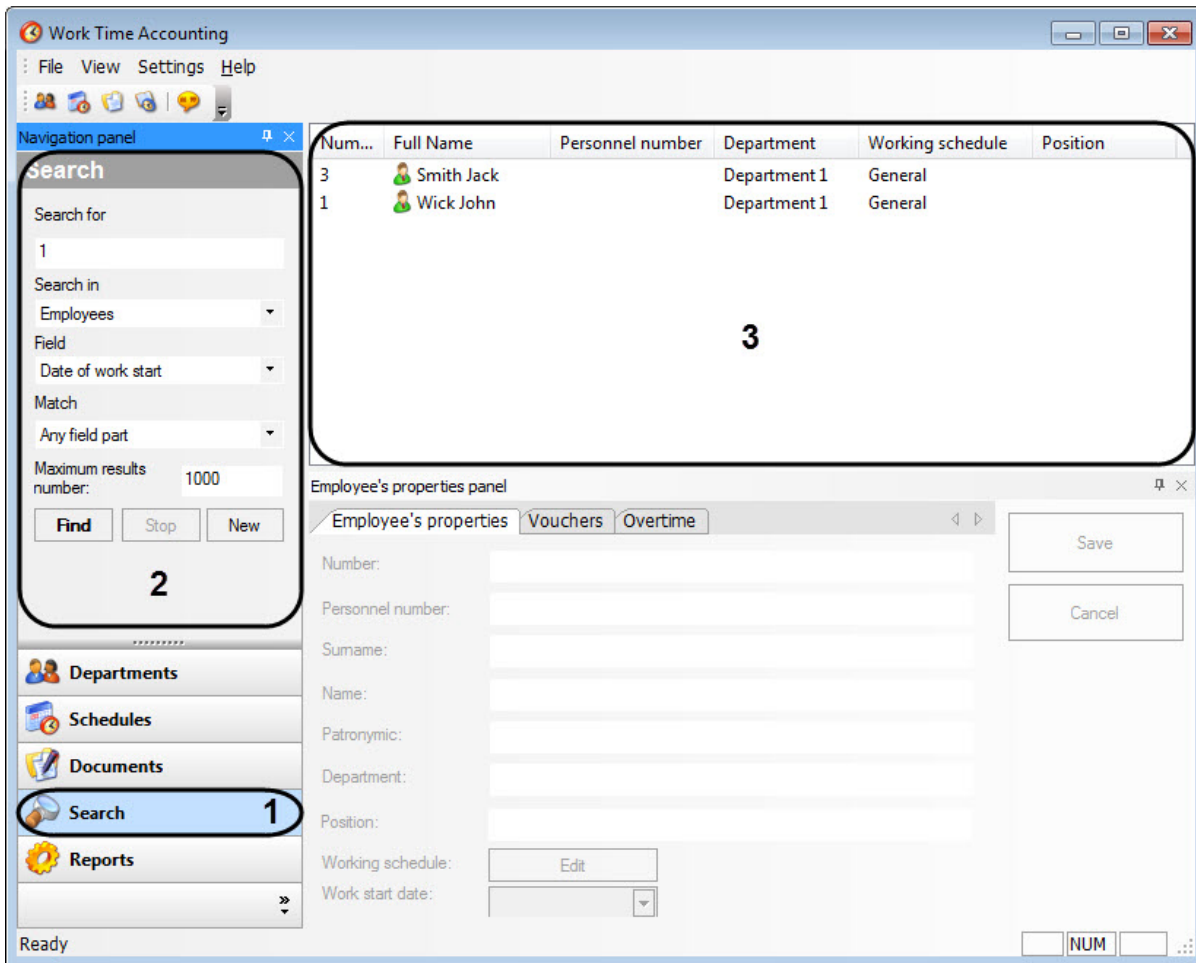 Work Time Accounting
File View Settings Help
Navigation panel
Search
Search for
1
Search in
Employees
Field
Date of work start
Match
Any field part
Maximum results
number:
1000
Find Stop New
2
Departments
Schedules
Documents
Search 1
Reports
Num... Full Name Personnel number Department Working schedule Position
3 Smith Jack Department 1 General
1 Wick John Department 1 General
3
Employee's properties panel
Employee's properties Vouchers Overtime
Number:
Personnel number:
Surname:
Name:
Patronymic:
Department:
Position:
Working schedule: Edit
Work start date:
Save
Cancel
Ready
NUM